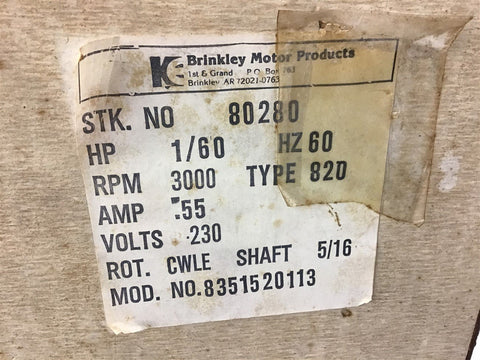 KE Brinkley Motor Products
1st & Grand P.O. Box 763
Brinkley AR 72021-0763
STK. NO 80280
HP 1/60 HZ 60
RPM 3000 TYPE 82D
AMP .55
VOLTS 230
ROT. CWLE SHAFT 5/16
MOD. NO. 8351520113